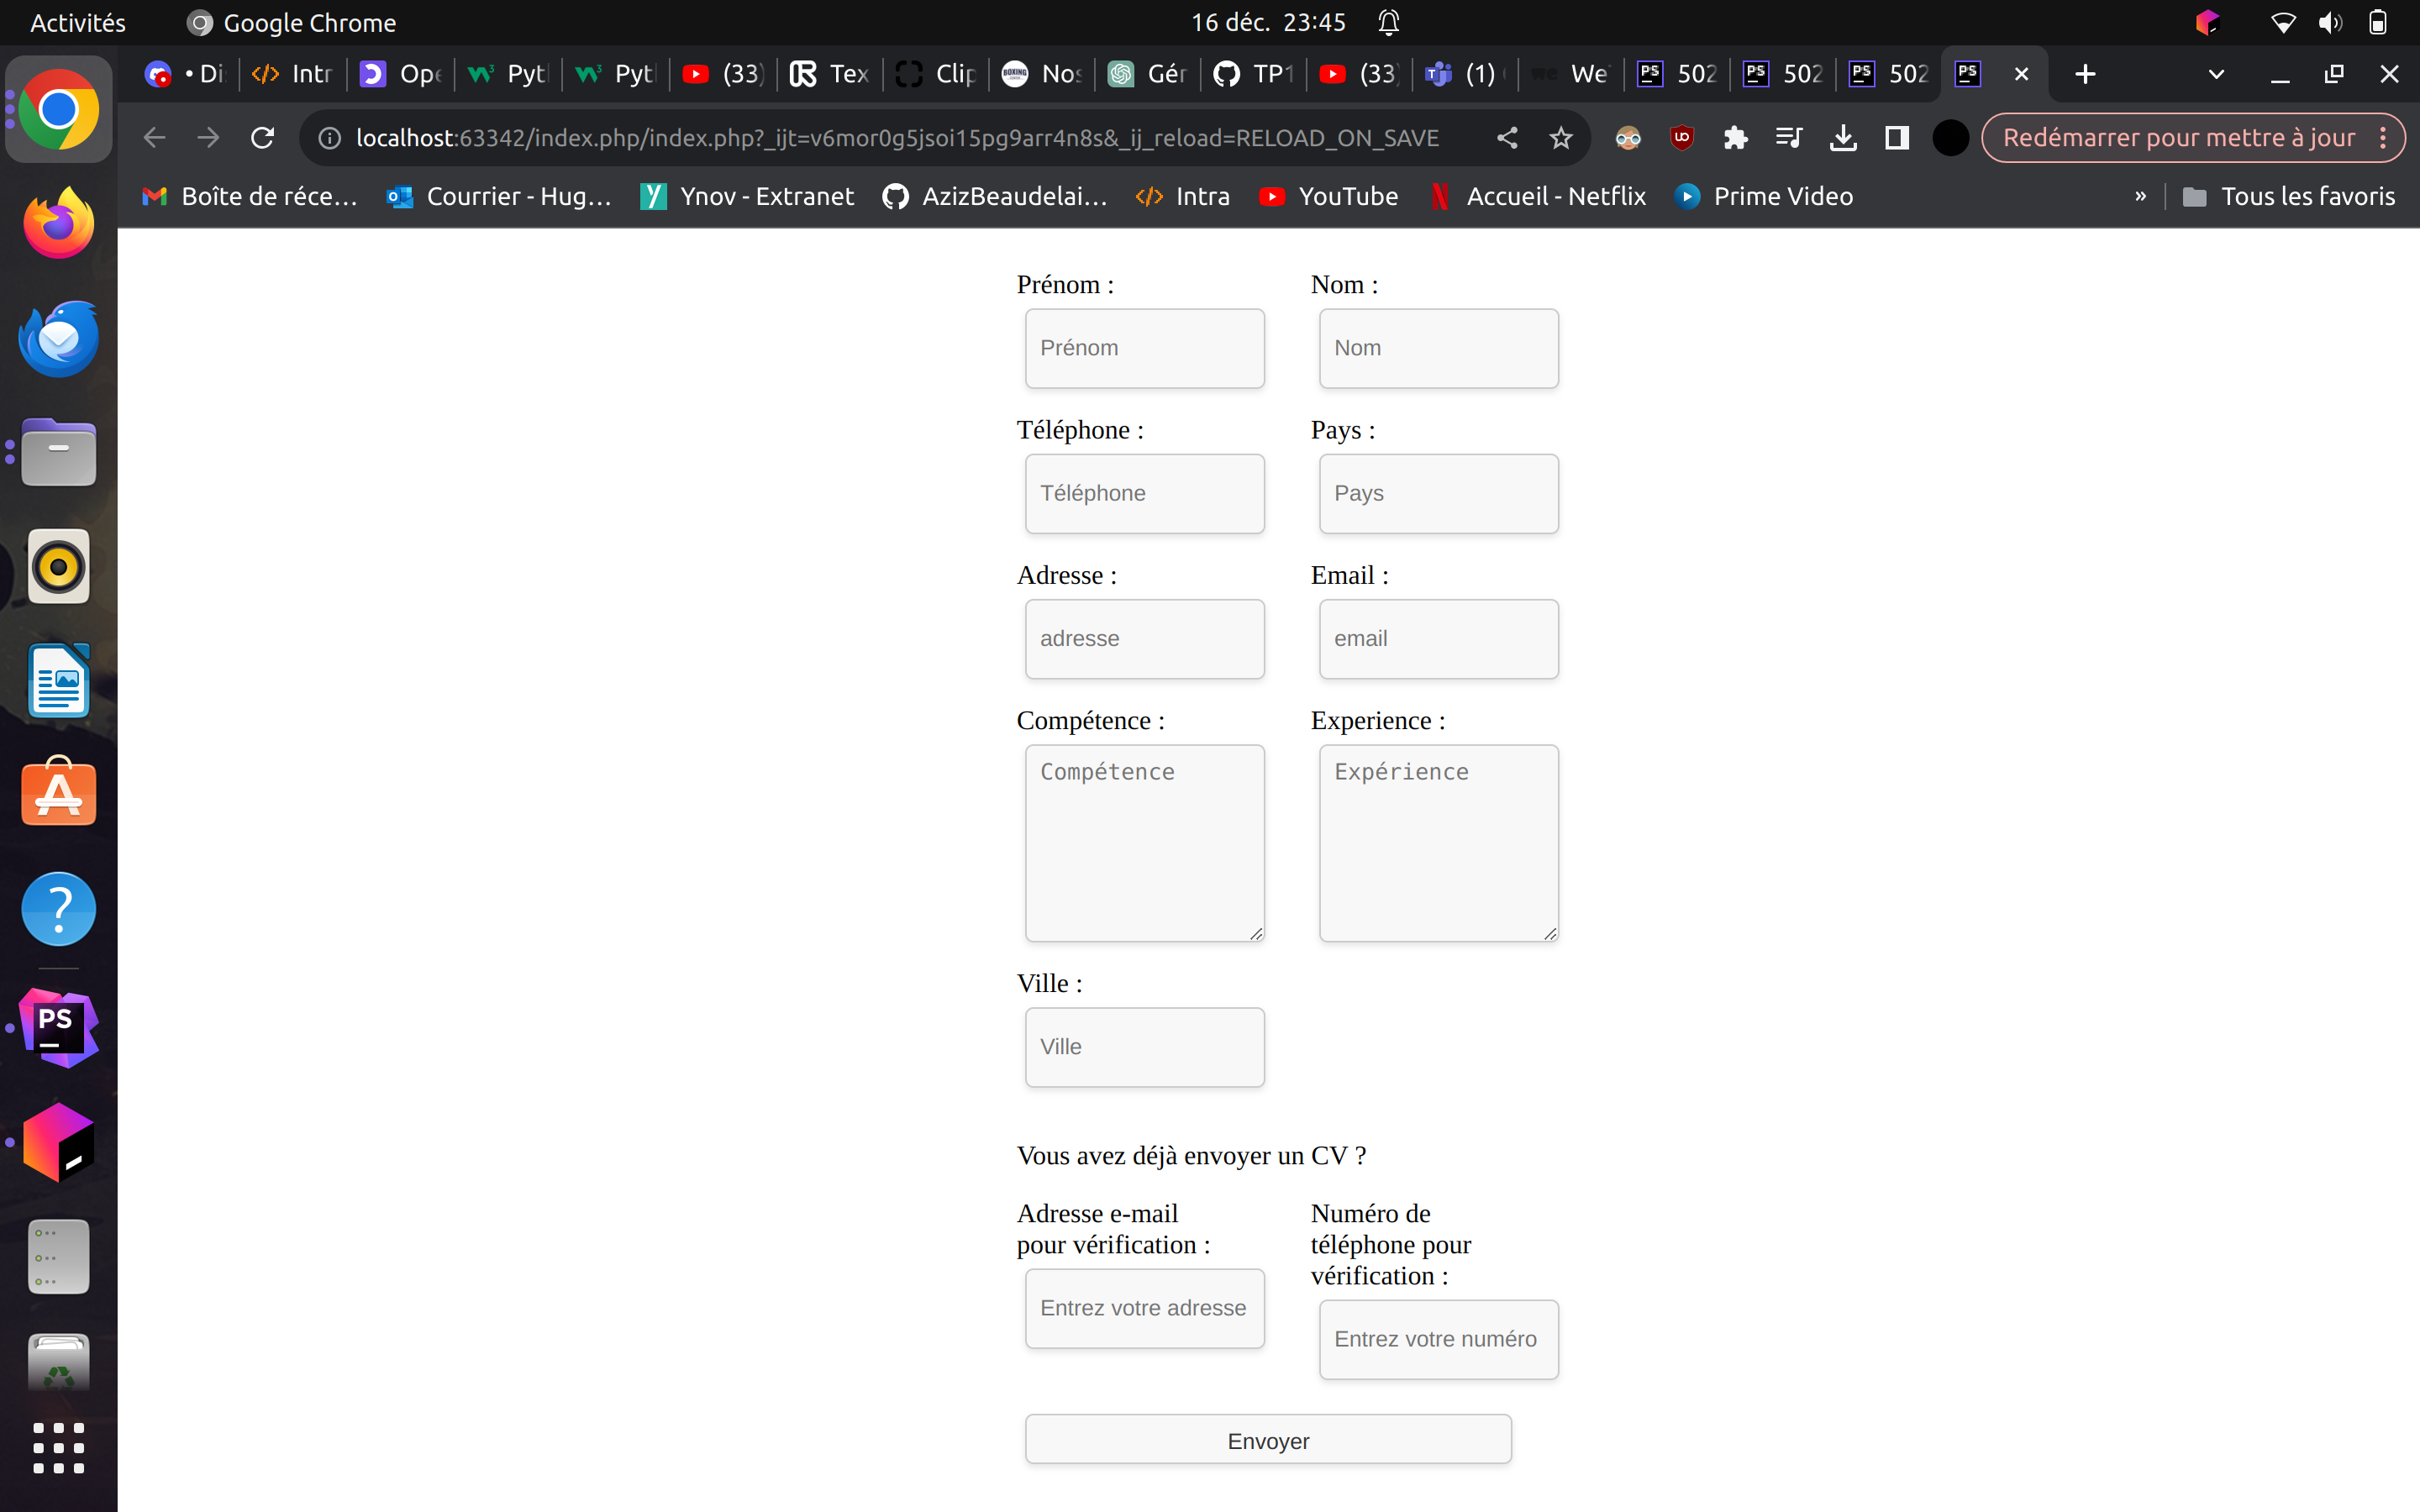 Activités Google Chrome 16 déc. 23:45
Di Intr Ope Pyt Pyt (33) Tex Clip Nos Gér TP1 (33) (1) We 502 502 502
localhost:63342/index.php/index.php?_ijt=v6mor0g5jsoi15pg9arr4n8s&_ij_reload=RELOAD_ON_SAVE Redémarrer pour mettre à jour
Boîte de réce... Courrier - Hug... Ynov - Extranet AzizBeaudelai... Intra YouTube Accueil - Netflix Prime Video » Tous les favoris
Prénom : Nom :
Prénom Nom
Téléphone : Pays :
Téléphone Pays
Adresse : Email :
adresse email
Compétence : Experience :
Compétence Expérience
Ville :
Ville
Vous avez déjà envoyer un CV ?
Adresse e-mail
pour vérification :
Entrez votre adresse
Numéro de
téléphone pour
vérification :
Entrez votre numéro
Envoyer